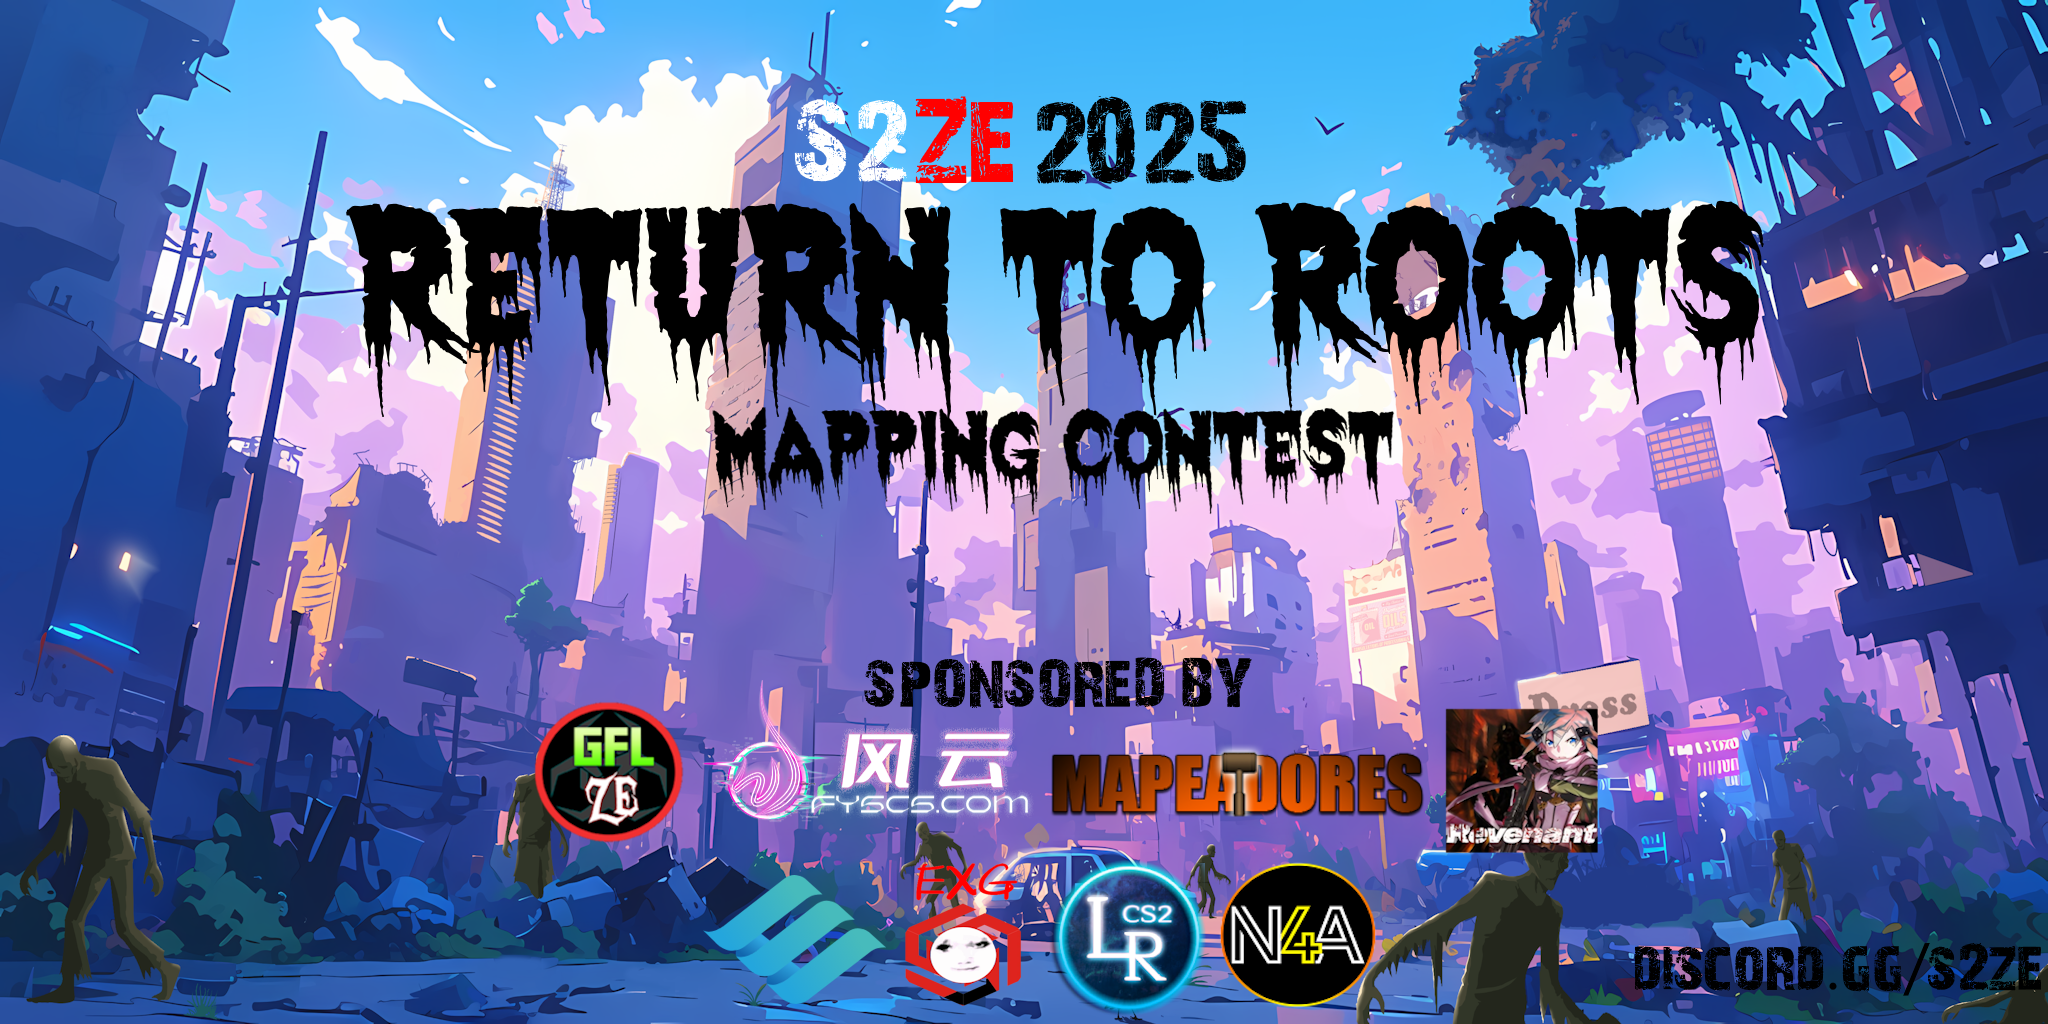 S2ZE 2025
RETURN TO ROOTS
MAPPING CONTEST
SPONSORED BY
GFL
ZE
风云
FYSCS.COM
MAPEADORES
Press
Revenant
EXG
LR CS2
N4A
DISCORD.GG/S2ZE